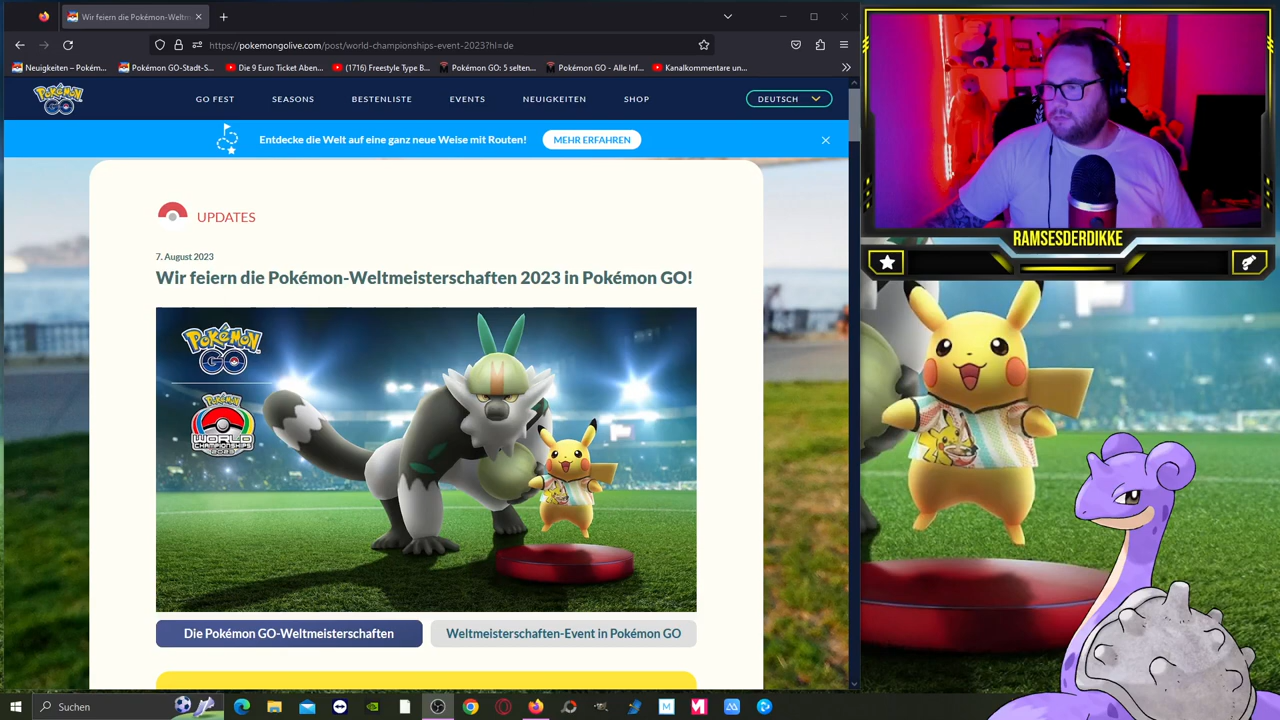 Wir feiern die Pokémon-Weltm
https://pokemongolive.com/post/world-championships-event-2023?hl=de
Neuigkeiten – Pokém... Pokémon GO-Stadt-S... Die 9 Euro Ticket Aben... (1716) Freestyle Type B... Pokémon GO: 5 selten... Pokémon GO - Alle Inf... Kanalkommentare un...
Pokémon GO
GO FEST SEASONS BESTENLISTE EVENTS NEUIGKEITEN SHOP DEUTSCH
Entdecke die Welt auf eine ganz neue Weise mit Routen! MEHR ERFAHREN
UPDATES
7. August 2023
Wir feiern die Pokémon-Weltmeisterschaften 2023 in Pokémon GO!
Pokémon
GO
Pokémon
WORLD
CHAMPIONSHIPS
2023
Die Pokémon GO-Weltmeisterschaften Weltmeisterschaften-Event in Pokémon GO
RAMSESDERDIKKE
Suchen